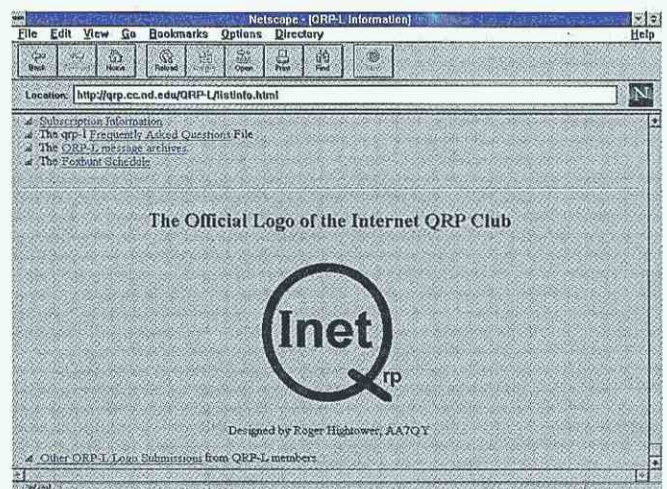 Netscape - [QRP-L Information]
File Edit View Go Bookmarks Options Directory Help
Back Home Reload Open Print Find
Location: http://qrp.cc.nd.edu/QRP-L/listinfo.html N
Subscription Information
The qrp-l Frequently Asked Questions File
The QRP-L message archives
The Foxhunt Schedule
The Official Logo of the Internet QRP Club
Inet
rp
Designed by Roger Hightower, AA7QY
Other QRP-L Logo Submissions from QRP-L members